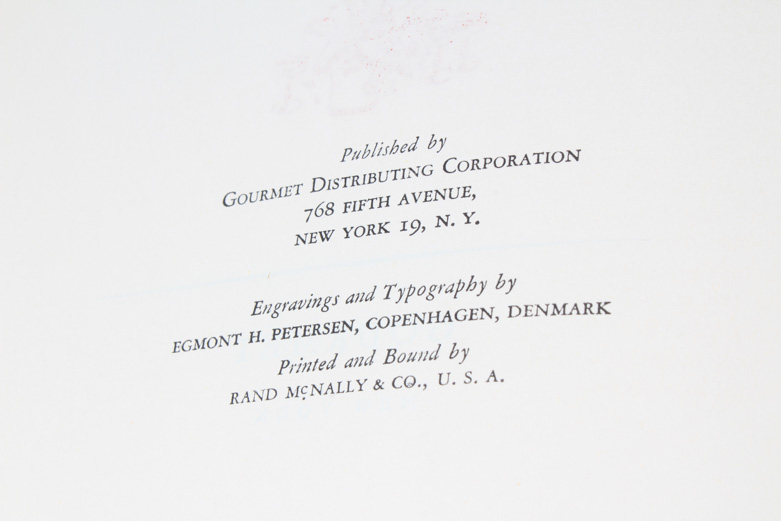 Published by
Gourmet Distributing Corporation
768 FIFTH AVENUE,
NEW YORK 19, N. Y.
Engravings and Typography by
EGMONT H. PETERSEN, COPENHAGEN, DENMARK
Printed and Bound by
RAND McNALLY & CO., U. S. A.